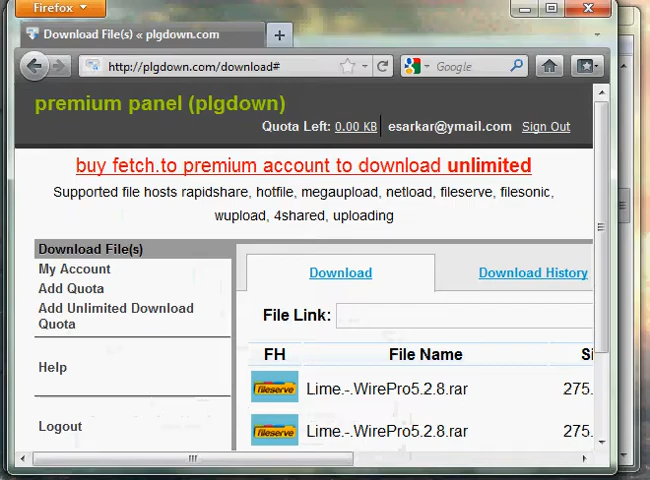 Firefox
Download File(s) « plgdown.com
http://plgdown.com/download#
Google
premium panel (plgdown)
Quota Left: 0.00 KB esarkar@ymail.com Sign Out
buy fetch.to premium account to download unlimited
Supported file hosts rapidshare, hotfile, megaupload, netload, fileserve, filesonic,
wupload, 4shared, uploading
Download File(s)
My Account
Add Quota
Add Unlimited Download
Quota
Help
Logout
Download
Download History
File Link:
FH File Name Si
fileserve Lime.-.WirePro5.2.8.rar 275.
fileserve Lime.-.WirePro5.2.8.rar 275.